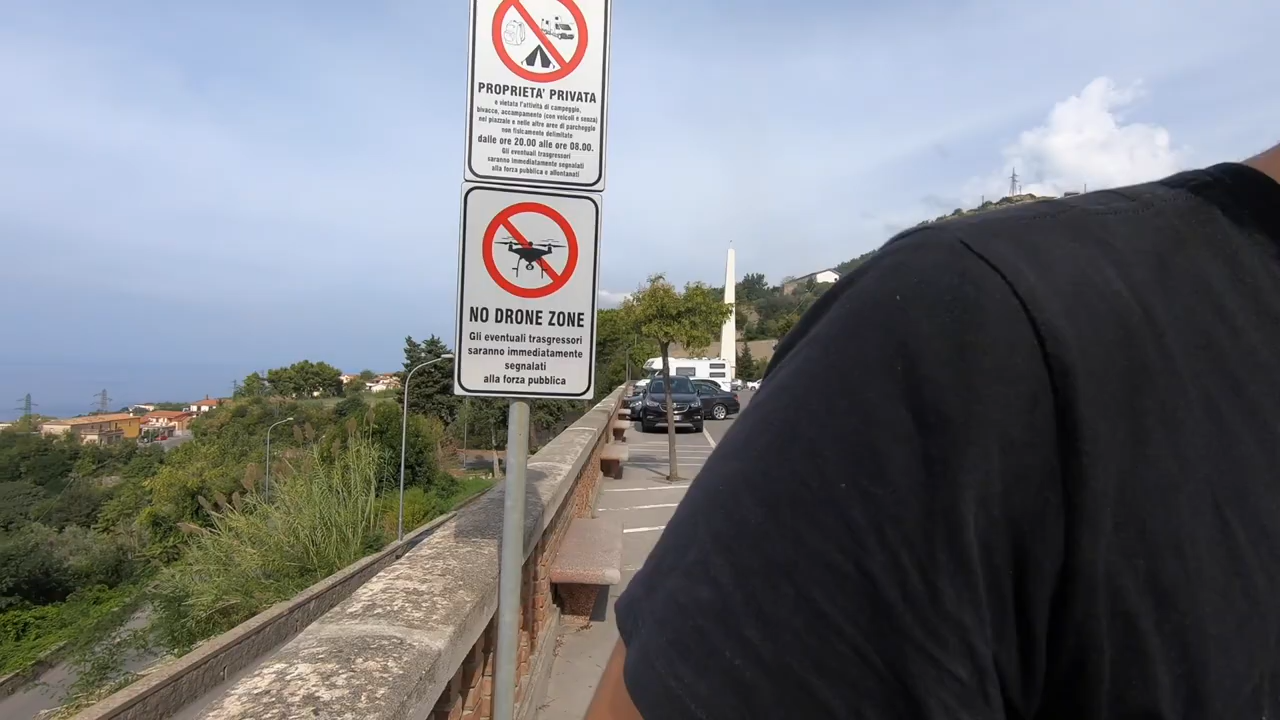 PROPRIETA' PRIVATA
è vietata l'attività di campeggio,
bivacco, accampamento (con veicoli e senza)
nel piazzale e nelle altre aree di parcheggio
non fisicamente delimitate
dalle ore 20.00 alle ore 08.00.
Gli eventuali trasgressori
saranno immediatamente segnalati
alla forza pubblica e allontanati
NO DRONE ZONE
Gli eventuali trasgressori
saranno immediatamente
segnalati
alla forza pubblica